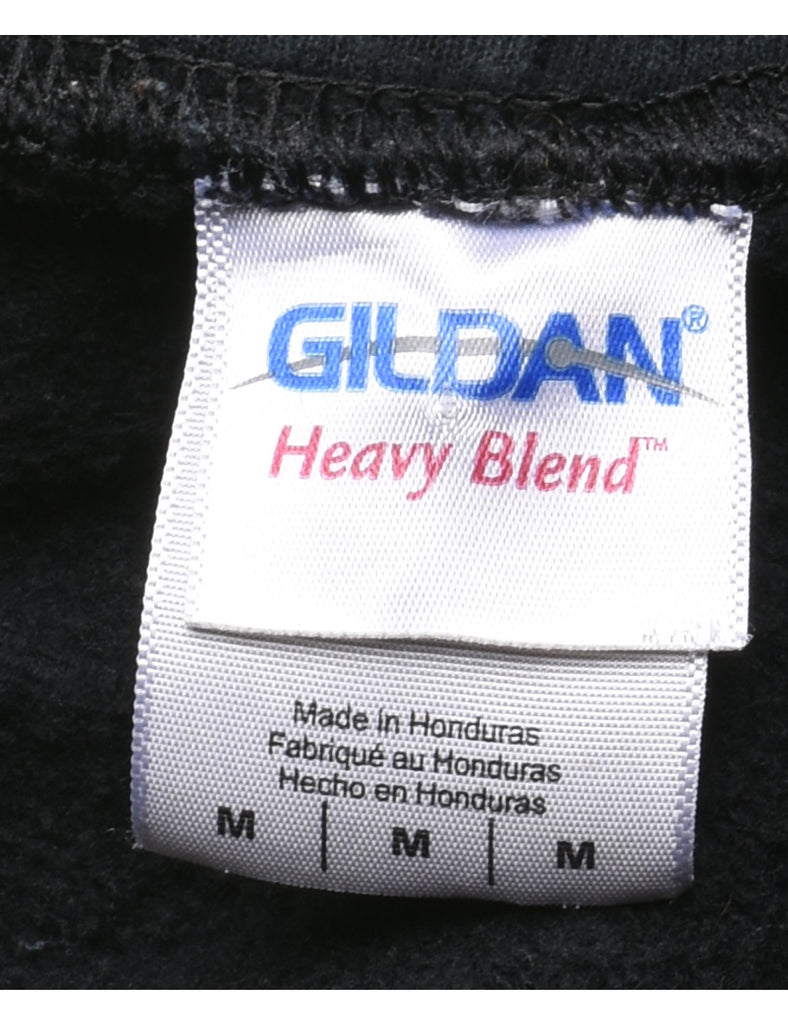 GILDAN®
Heavy Blend™
Made in Honduras
Fabriqué au Honduras
Hecho en Honduras
M | M | M